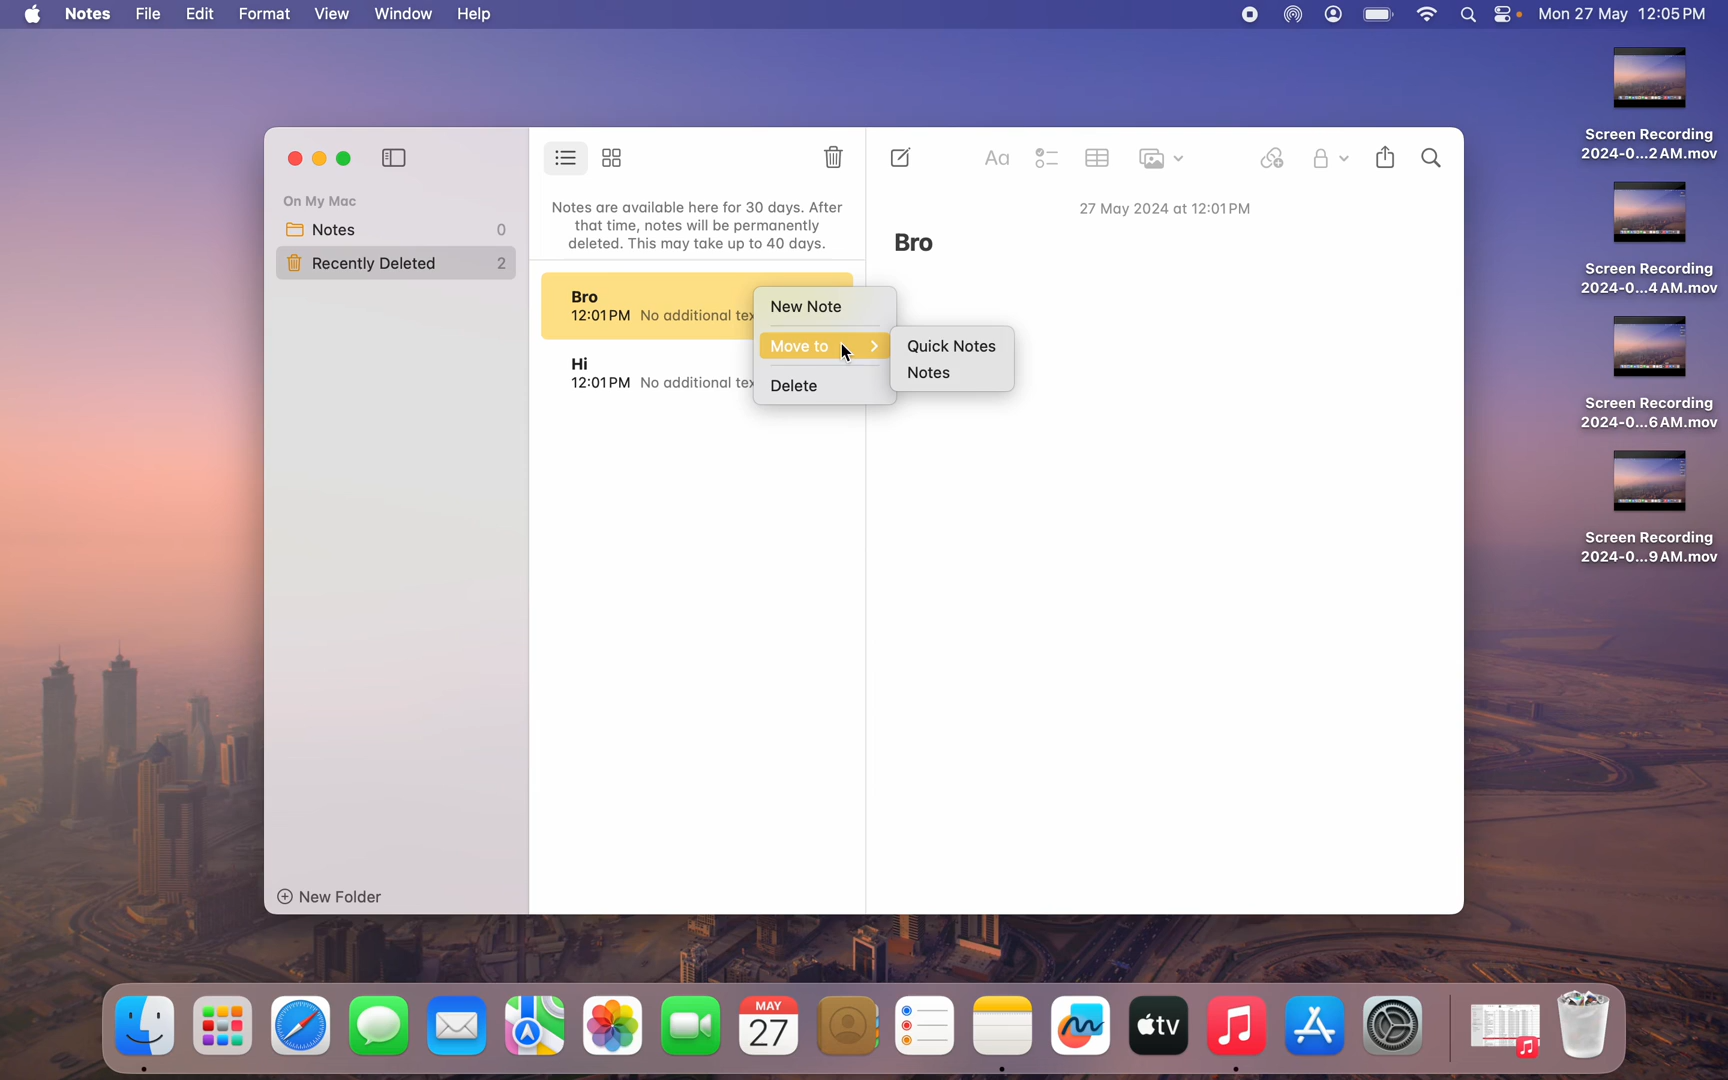 Notes File Edit Format View Window Help Mon 27 May 12:05 PM
On My Mac
Notes 0
Recently Deleted 2
New Folder
Notes are available here for 30 days. After
that time, notes will be permanently
deleted. This may take up to 40 days.
Bro
12:01 PM No additional tex
Hi
12:01 PM No additional tex
New Note
Move to
Delete
Quick Notes
Notes
Aa
27 May 2024 at 12:01 PM
Bro
Screen Recording
2024-0...2 AM.mov
Screen Recording
2024-0...4 AM.mov
Screen Recording
2024-0...6 AM.mov
Screen Recording
2024-0...9 AM.mov
MAY
27
tv